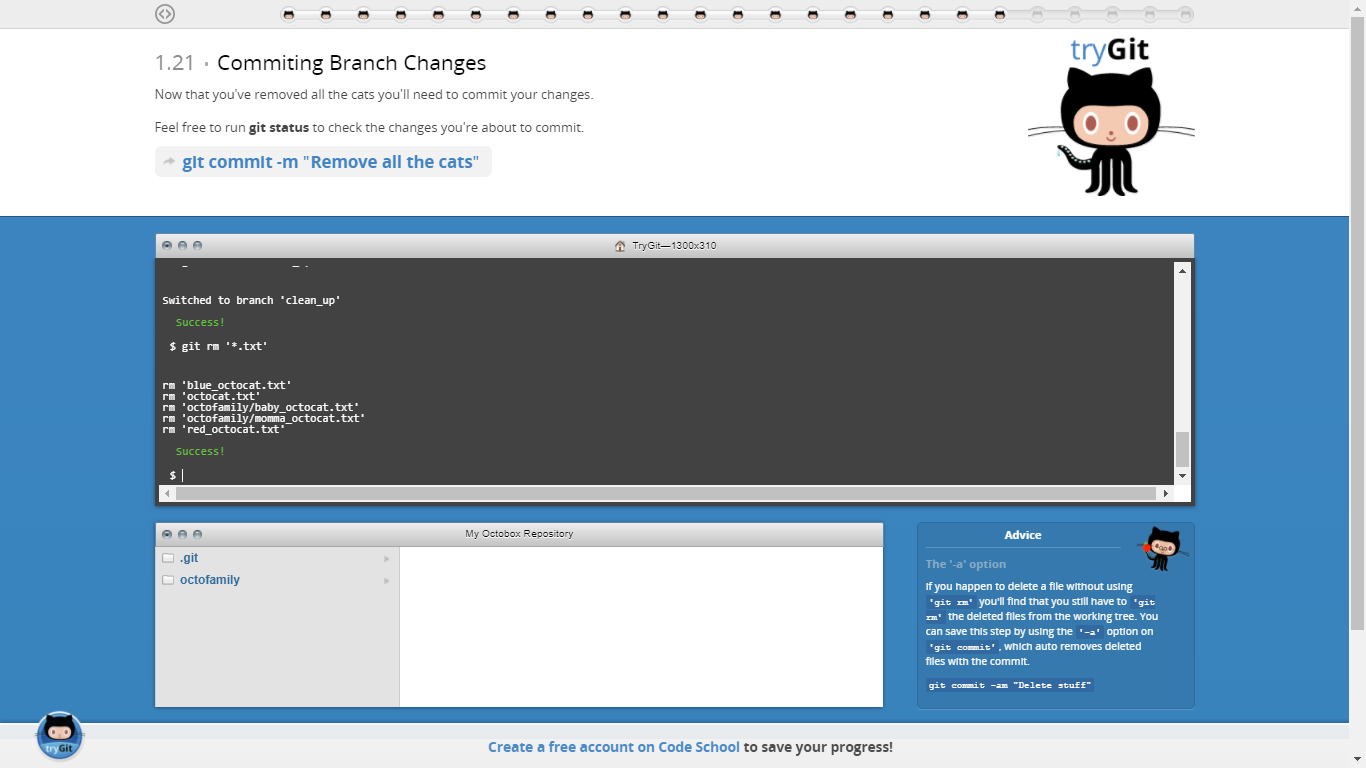 tryGit
1.21 · Commiting Branch Changes
Now that you've removed all the cats you'll need to commit your changes.
Feel free to run git status to check the changes you're about to commit.
git commit -m "Remove all the cats"
TryGit—1300x310
Switched to branch 'clean_up'
Success!
$ git rm '*.txt'
rm 'blue_octocat.txt'
rm 'octocat.txt'
rm 'octofamily/baby_octocat.txt'
rm 'octofamily/momma_octocat.txt'
rm 'red_octocat.txt'
Success!
$
My Octobox Repository
.git
octofamily
Advice
The '-a' option
If you happen to delete a file without using
'git rm' you'll find that you still have to 'git
rm' the deleted files from the working tree. You
can save this step by using the '-a' option on
'git commit', which auto removes deleted
files with the commit.
git commit -am "Delete stuff"
tryGit
Create a free account on Code School to save your progress!